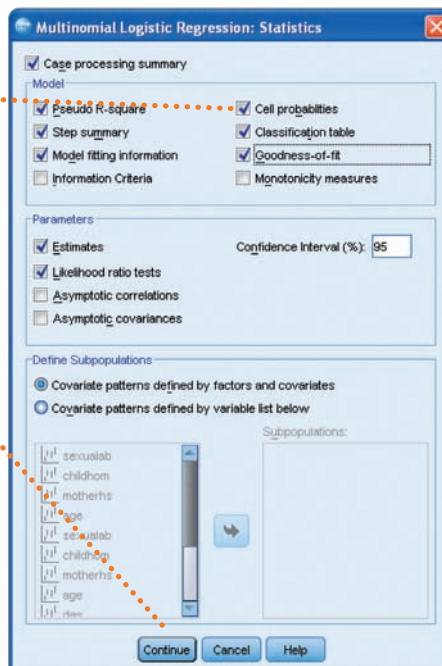 Multinomial Logistic Regression: Statistics
Case processing summary
Model
Pseudo R-square
Cell probablities
Step summary
Classification table
Model fitting information
Goodness-of-fit
Information Criteria
Monotonicity measures
Parameters
Estimates
Confidence Interval (%): 95
Likelihood ratio tests
Asymptotic correlations
Asymptotic covariances
Define Subpopulations
Covariate patterns defined by factors and covariates
Covariate patterns defined by variable list below
Subpopulations:
sexualab
childhom
motherhs
age
sexualab
childhom
motherhs
age
Continue
Cancel
Help